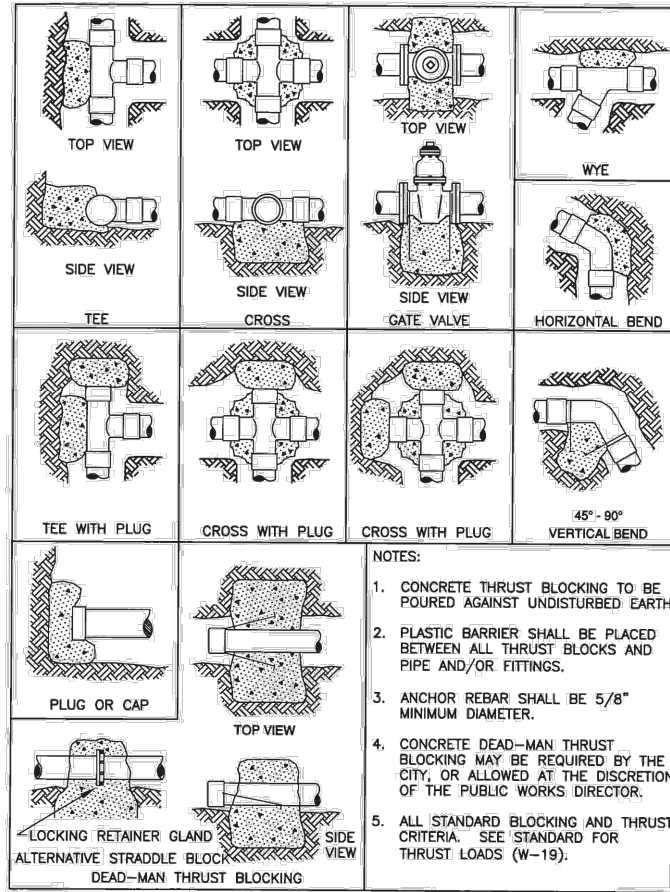 TOP VIEW
SIDE VIEW
TEE
TOP VIEW
SIDE VIEW
CROSS
TOP VIEW
SIDE VIEW
GATE VALVE
WYE
HORIZONTAL BEND
TEE WITH PLUG
CROSS WITH PLUG
CROSS WITH PLUG
45° - 90°
VERTICAL BEND
PLUG OR CAP
TOP VIEW
LOCKING RETAINER GLAND
ALTERNATIVE STRADDLE BLOCK
SIDE
VIEW
DEAD-MAN THRUST BLOCKING
NOTES:
1. CONCRETE THRUST BLOCKING TO BE
POURED AGAINST UNDISTURBED EARTH
2. PLASTIC BARRIER SHALL BE PLACED
BETWEEN ALL THRUST BLOCKS AND
PIPE AND/OR FITTINGS.
3. ANCHOR REBAR SHALL BE 5/8"
MINIMUM DIAMETER.
4. CONCRETE DEAD-MAN THRUST
BLOCKING MAY BE REQUIRED BY THE
CITY, OR ALLOWED AT THE DISCRETION
OF THE PUBLIC WORKS DIRECTOR.
5. ALL STANDARD BLOCKING AND THRUST
CRITERIA. SEE STANDARD FOR
THRUST LOADS (W-19).